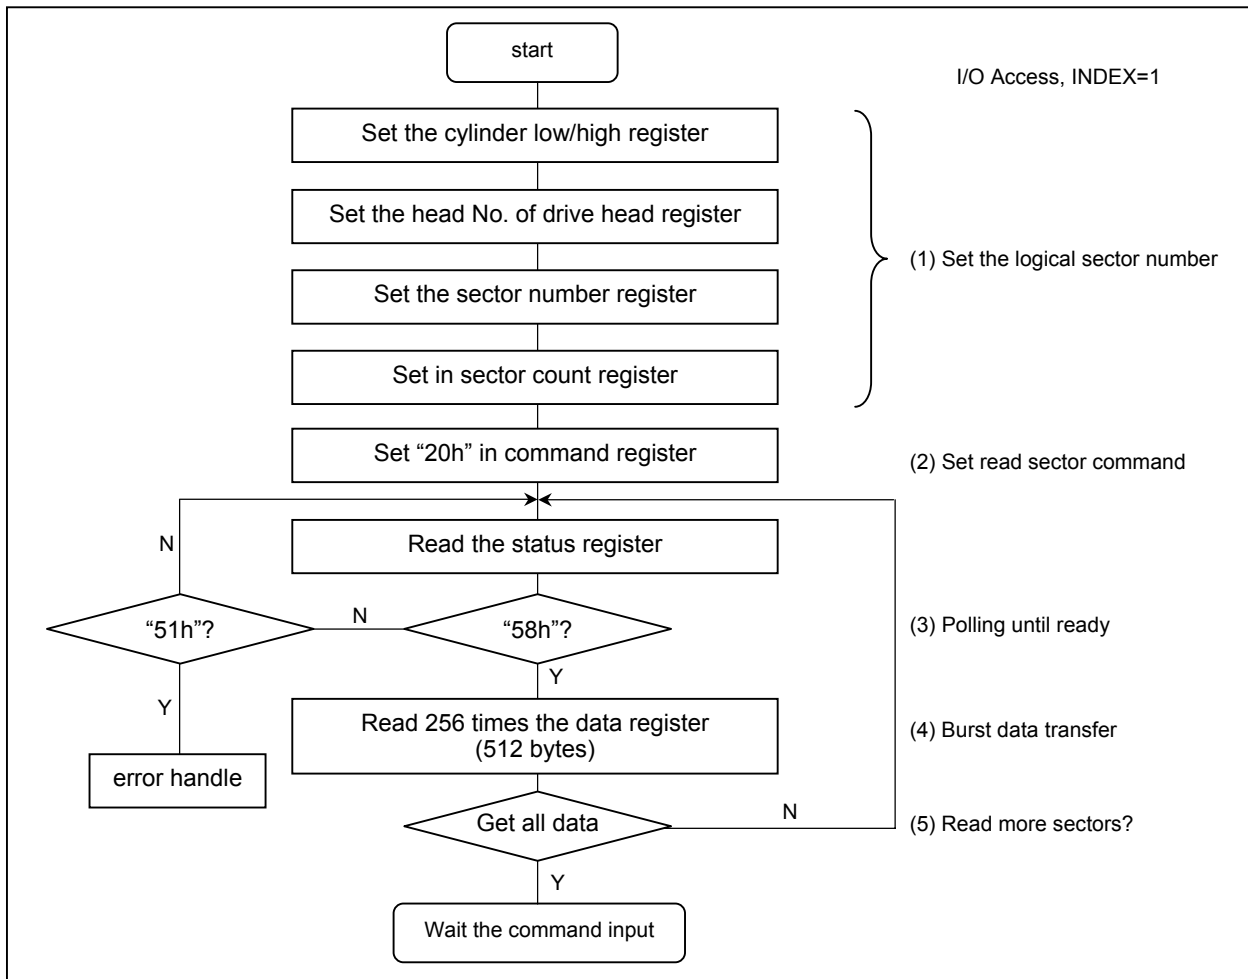 start
I/O Access, INDEX=1
Set the cylinder low/high register
Set the head No. of drive head register
(1) Set the logical sector number
Set the sector number register
Set in sector count register
Set “20h” in command register
(2) Set read sector command
N
Read the status register
“51h”?
N
“58h”?
(3) Polling until ready
Y
Y
Read 256 times the data register
(512 bytes)
(4) Burst data transfer
error handle
Get all data
N
(5) Read more sectors?
Y
Wait the command input